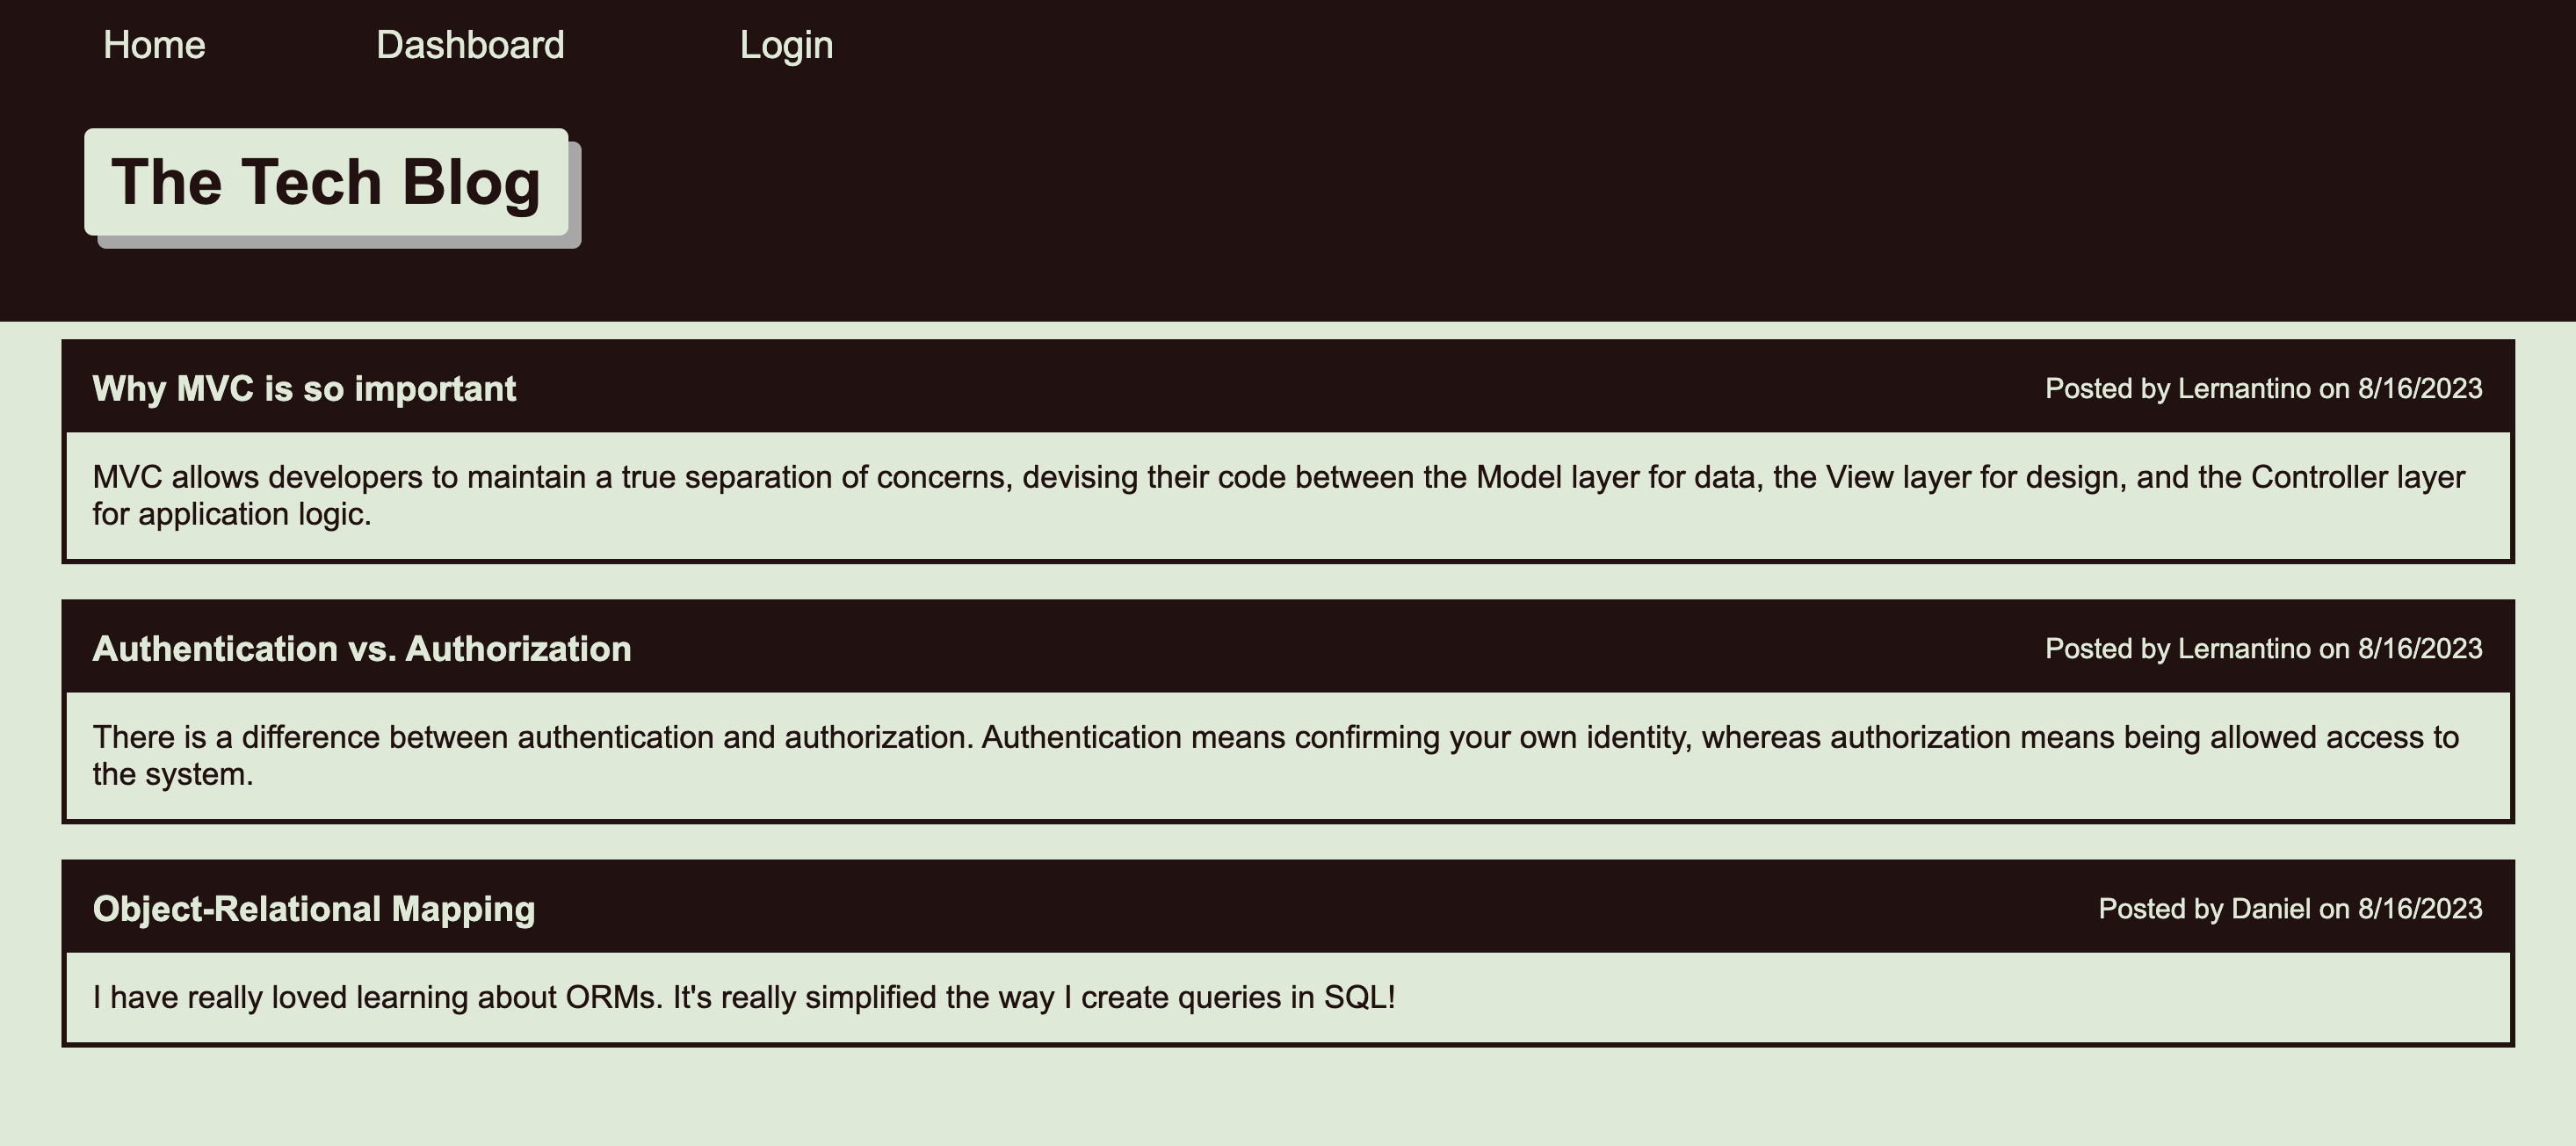 Home Dashboard Login
The Tech Blog
Why MVC is so important Posted by Lernantino on 8/16/2023
MVC allows developers to maintain a true separation of concerns, devising their code between the Model layer for data, the View layer for design, and the Controller layer
for application logic.
Authentication vs. Authorization Posted by Lernantino on 8/16/2023
There is a difference between authentication and authorization. Authentication means confirming your own identity, whereas authorization means being allowed access to
the system.
Object-Relational Mapping Posted by Daniel on 8/16/2023
I have really loved learning about ORMs. It's really simplified the way I create queries in SQL!